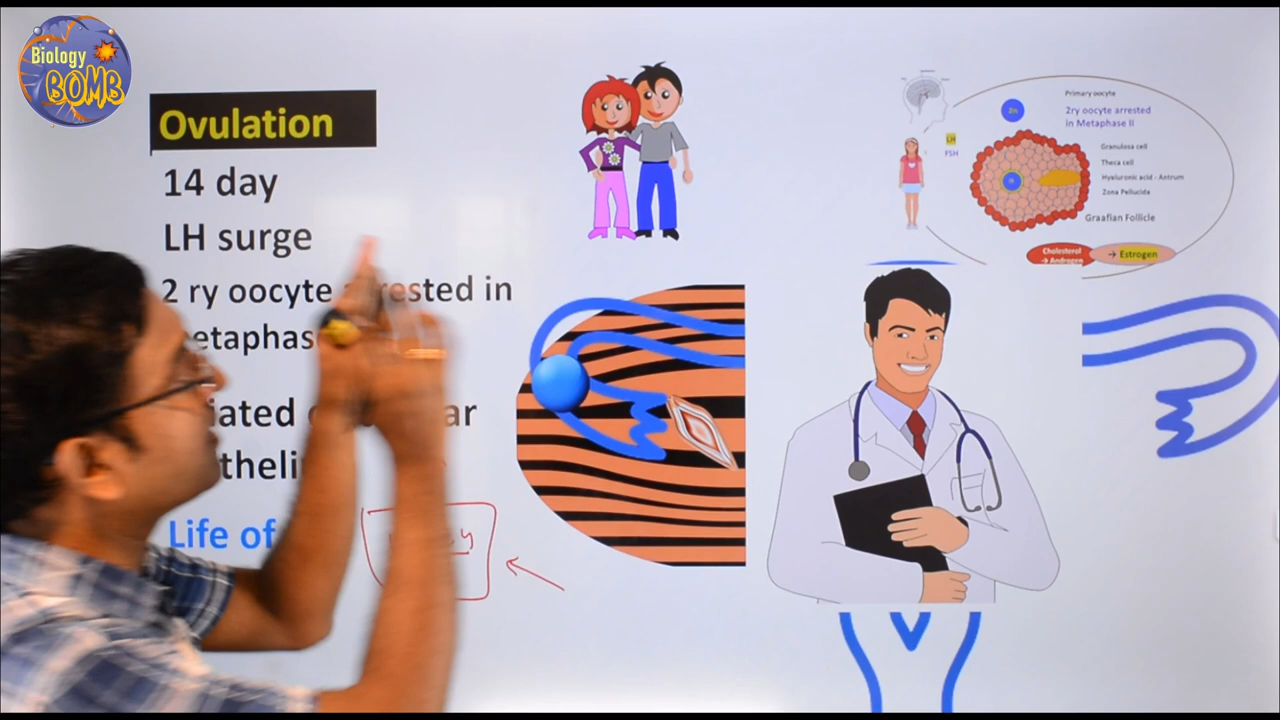 Biology
BOMB
Ovulation
14 day
LH surge
2 ry oocyte arrested in
etaphas
iated
ar
theli
Life of
Primary oocyte
2n
2ry oocyte arrested
in Metaphase II
LH
FSH
Granulosa cell
Theca cell
Hyaluronic acid - Antrum
Zona Pellucida
Graafian Follicle
Cholesterol
→ Androgen
→ Estrogen